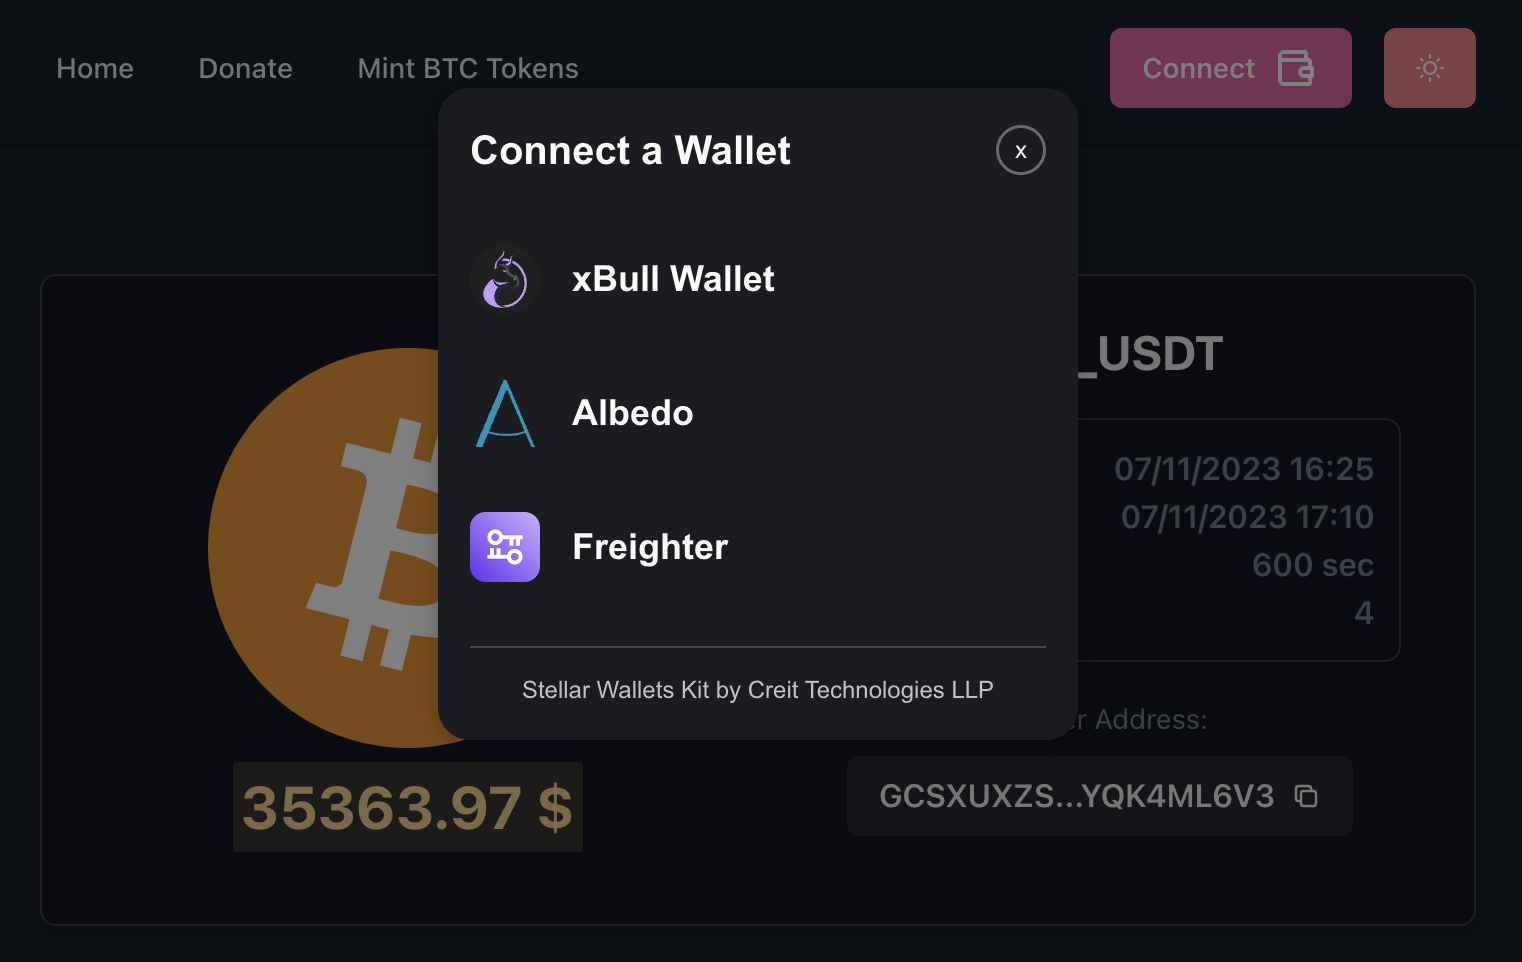 Home Donate Mint BTC Tokens Connect
Connect a Wallet x
xBull Wallet
Albedo
Freighter
Stellar Wallets Kit by Creit Technologies LLP
35363.97 $
_USDT
07/11/2023 16:25
07/11/2023 17:10
600 sec
4
Address:
GCSXUXZS...YQK4ML6V3